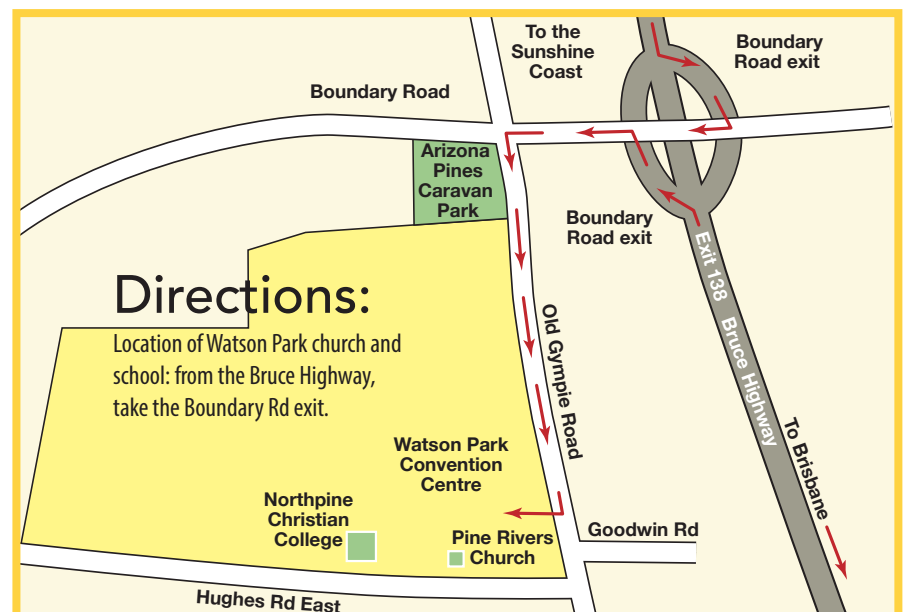 To the
Sunshine
Coast
Boundary
Road exit
Boundary Road
Arizona
Pines
Caravan
Park
Boundary
Road exit
Exit 138 Bruce Highway
Directions:
Location of Watson Park church and
school: from the Bruce Highway,
take the Boundary Rd exit.
Old Gympie Road
To Brisbane
Watson Park
Convention
Centre
Northpine
Christian
College
Pine Rivers
Church
Goodwin Rd
Hughes Rd East